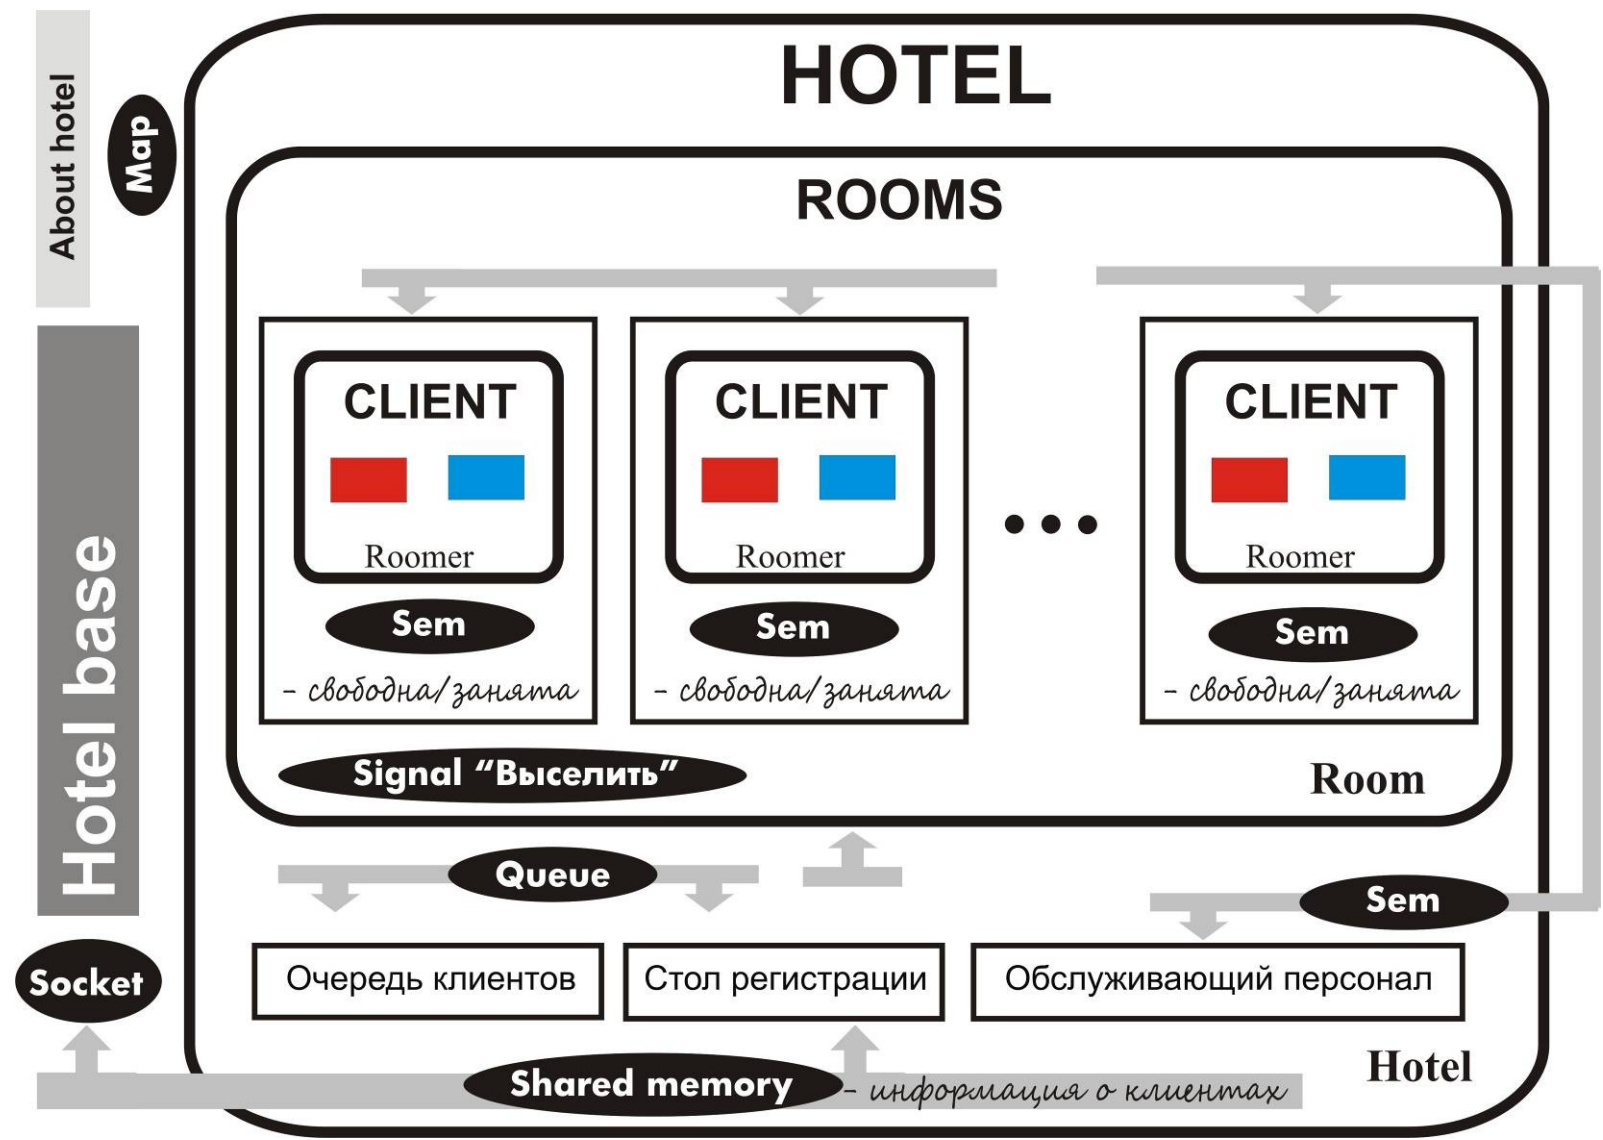 About hotel
Map
HOTEL
ROOMS
CLIENT
Roomer
Sem
- свободна/занята
CLIENT
Roomer
Sem
- свободна/занята
...
CLIENT
Roomer
Sem
- свободна/занята
Signal “Выселить”
Room
Hotel base
Queue
Sem
Socket
Очередь клиентов
Стол регистрации
Обслуживающий персонал
Shared memory
- информация о клиентах
Hotel